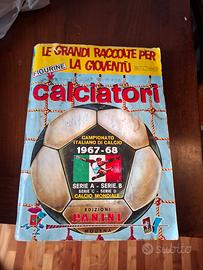 LE GRANDI RACCOLTE PER
LA GIOVENTÙ
FIGURINE
calciatori
CAMPIONATO
ITALIANO DI CALCIO
1967-68
SERIE A - SERIE B
SERIE C - SERIE D
CALCIO MONDIALE
EDIZIONI
PANINI
MODENA
subito